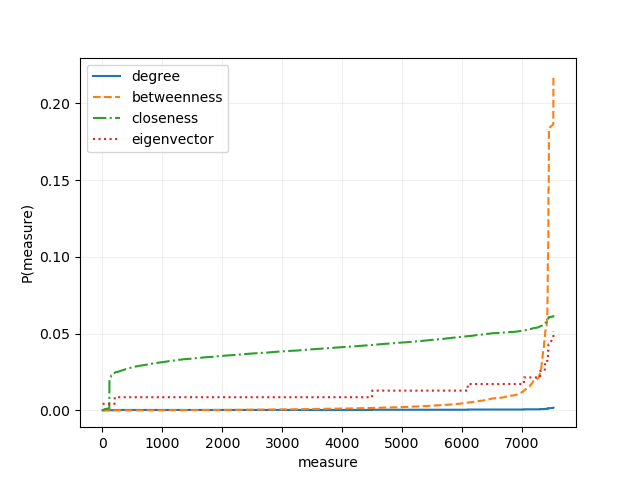 degree
betweenness
closeness
eigenvector
P(measure)
0.20
0.15
0.10
0.05
0.00
0 1000 2000 3000 4000 5000 6000 7000
measure